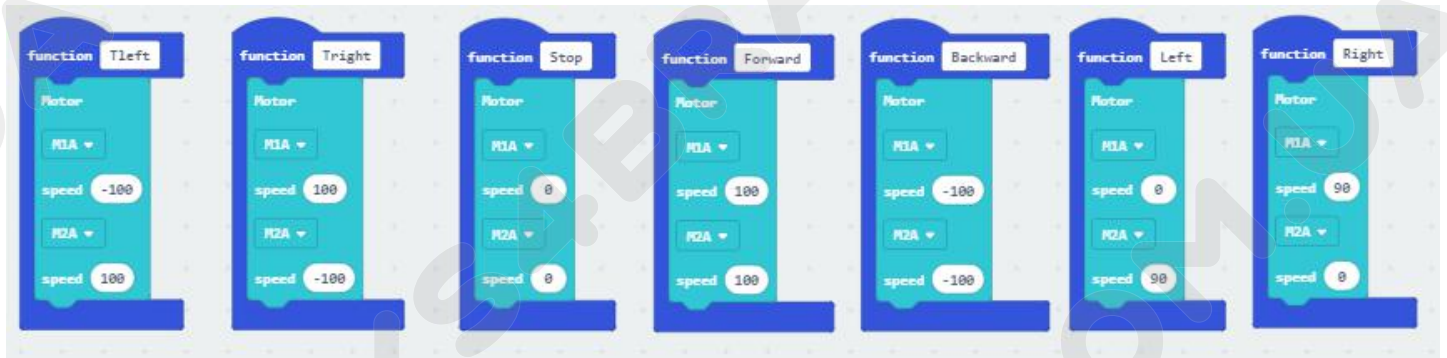 function Tleft
Motor
M1A
speed -100
M2A
speed 100
function Tright
Motor
M1A
speed 100
M2A
speed -100
function Stop
Motor
M1A
speed 0
M2A
speed 0
function Forward
Motor
M1A
speed 100
M2A
speed 100
function Backward
Motor
M1A
speed -100
M2A
speed -100
function Left
Motor
M1A
speed 0
M2A
speed 90
function Right
Motor
M1A
speed 90
M2A
speed 0